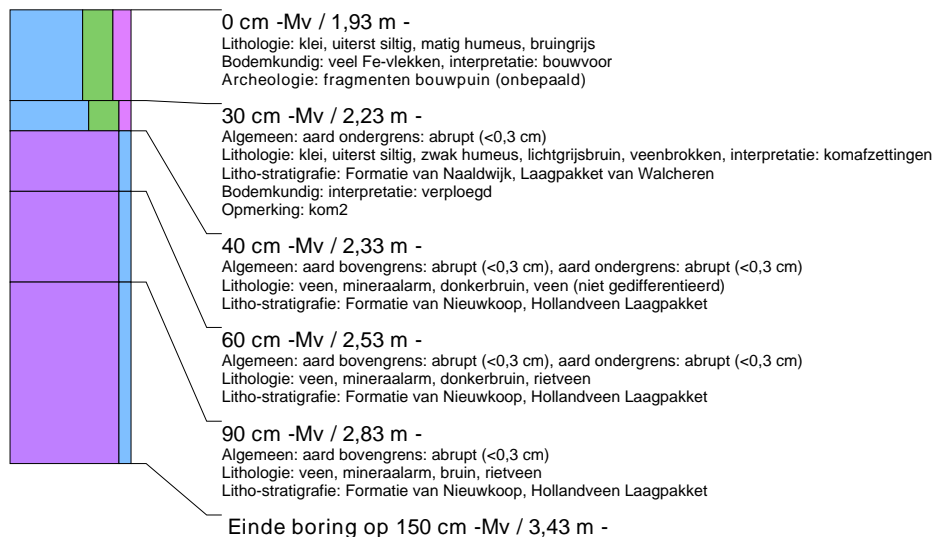 0 cm -Mv / 1,93 m -
Lithologie: klei, uiterst siltig, matig humeus, bruingrijs
Bodemkundig: veel Fe-vlekken, interpretatie: bouwvoor
Archeologie: fragmenten bouwpuin (onbepaald)
30 cm -Mv / 2,23 m -
Algemeen: aard ondergrens: abrupt (<0,3 cm)
Lithologie: klei, uiterst siltig, zwak humeus, lichtgrijsbruin, veenbrokken, interpretatie: komafzettingen
Litho-stratigrafie: Formatie van Naaldwijk, Laagpakket van Walcheren
Bodemkundig: interpretatie: verploegd
Opmerking: kom2
40 cm -Mv / 2,33 m -
Algemeen: aard bovengrens: abrupt (<0,3 cm), aard ondergrens: abrupt (<0,3 cm)
Lithologie: veen, mineraalarm, donkerbruin, veen (niet gedifferentieerd)
Litho-stratigrafie: Formatie van Nieuwkoop, Hollandveen Laagpakket
60 cm -Mv / 2,53 m -
Algemeen: aard bovengrens: abrupt (<0,3 cm), aard ondergrens: abrupt (<0,3 cm)
Lithologie: veen, mineraalarm, donkerbruin, rietveen
Litho-stratigrafie: Formatie van Nieuwkoop, Hollandveen Laagpakket
90 cm -Mv / 2,83 m -
Algemeen: aard bovengrens: abrupt (<0,3 cm)
Lithologie: veen, mineraalarm, bruin, rietveen
Litho-stratigrafie: Formatie van Nieuwkoop, Hollandveen Laagpakket
Einde boring op 150 cm -Mv / 3,43 m -